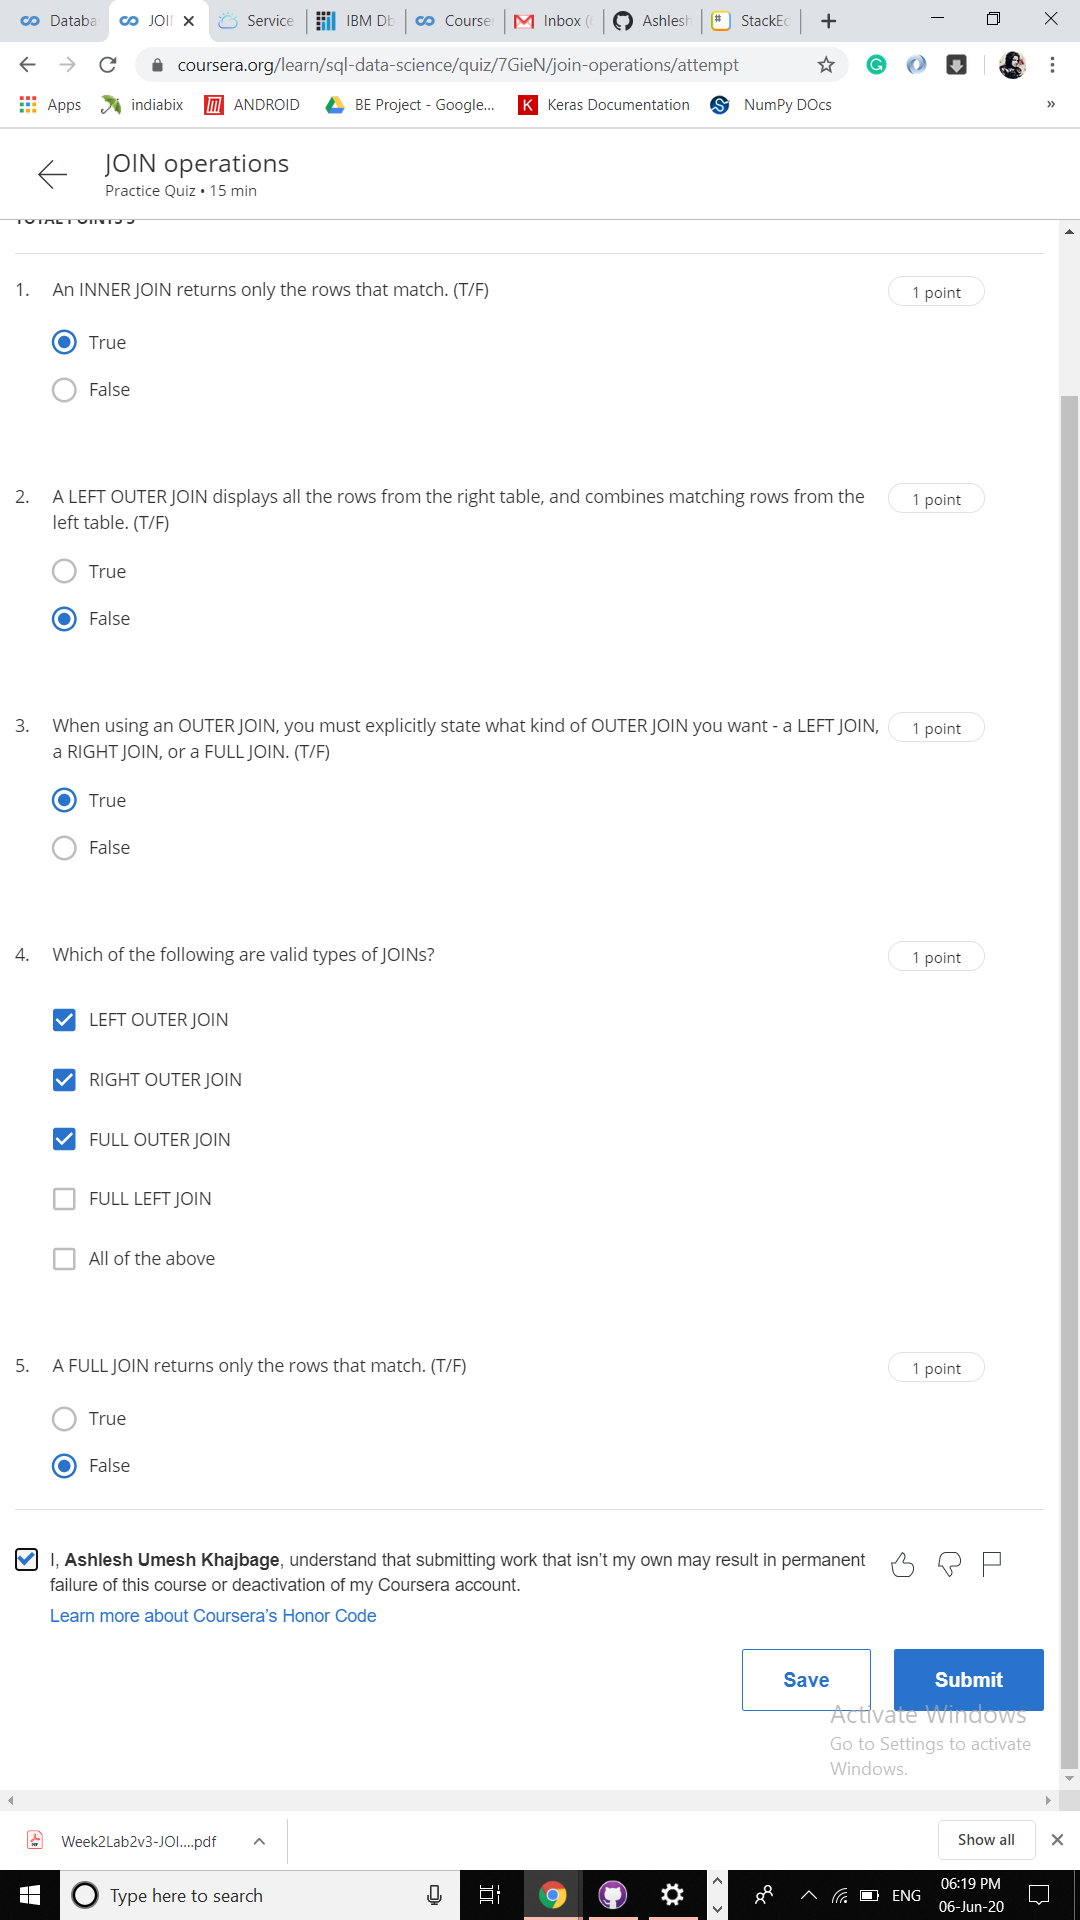 Databa
JOI
Service
IBM Db
Course
Inbox (
Ashlesh
StackEd
coursera.org/learn/sql-data-science/quiz/7GieN/join-operations/attempt
Apps
indiabix
ANDROID
BE Project - Google...
Keras Documentation
NumPy DOcs
»
JOIN operations
Practice Quiz • 15 min
TOTAL POINTS 5
1. An INNER JOIN returns only the rows that match. (T/F)
1 point
True
False
2. A LEFT OUTER JOIN displays all the rows from the right table, and combines matching rows from the
left table. (T/F)
1 point
True
False
3. When using an OUTER JOIN, you must explicitly state what kind of OUTER JOIN you want - a LEFT JOIN,
a RIGHT JOIN, or a FULL JOIN. (T/F)
1 point
True
False
4. Which of the following are valid types of JOINs?
1 point
LEFT OUTER JOIN
RIGHT OUTER JOIN
FULL OUTER JOIN
FULL LEFT JOIN
All of the above
5. A FULL JOIN returns only the rows that match. (T/F)
1 point
True
False
I, Ashlesh Umesh Khajbage, understand that submitting work that isn't my own may result in permanent
failure of this course or deactivation of my Coursera account.
Learn more about Coursera's Honor Code
Save
Submit
Activate Windows
Go to Settings to activate
Windows.
Week2Lab2v3-JOI....pdf
Show all
Type here to search
ENG
06:19 PM
06-Jun-20